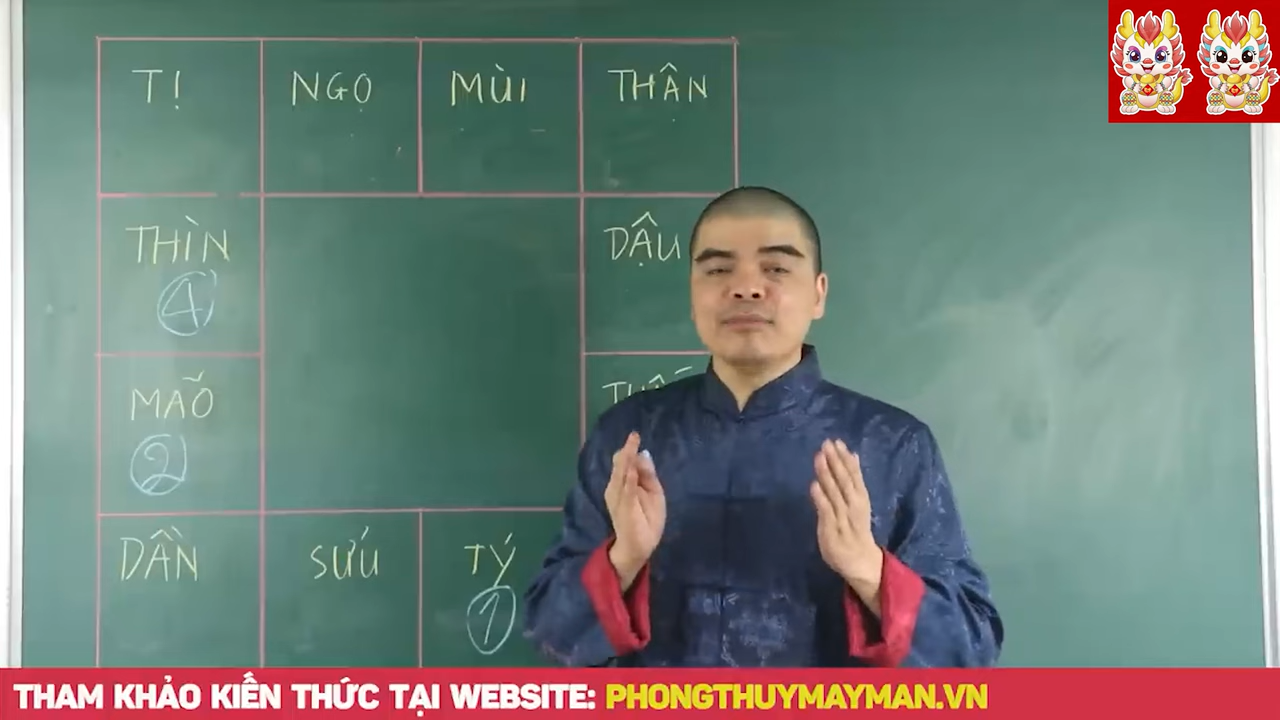 TỊ NGỌ MÙI THÂN
THÌN DẬU
4
MÃO
2
DẦN SỬU TÝ
1
THAM KHẢO KIẾN THỨC TẠI WEBSITE: PHONGTHUYMAYMAN.VN